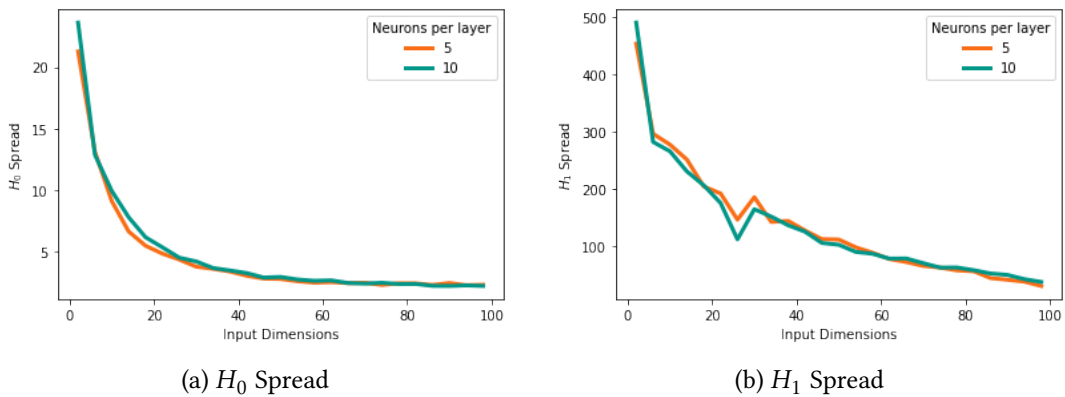 Neurons per layer
5
10
20
15
10
5
H₀ Spread
0 20 40 60 80 100
Input Dimensions
(a) H₀ Spread
Neurons per layer
5
10
500
400
300
200
100
H₁ Spread
0 20 40 60 80 100
Input Dimensions
(b) H₁ Spread